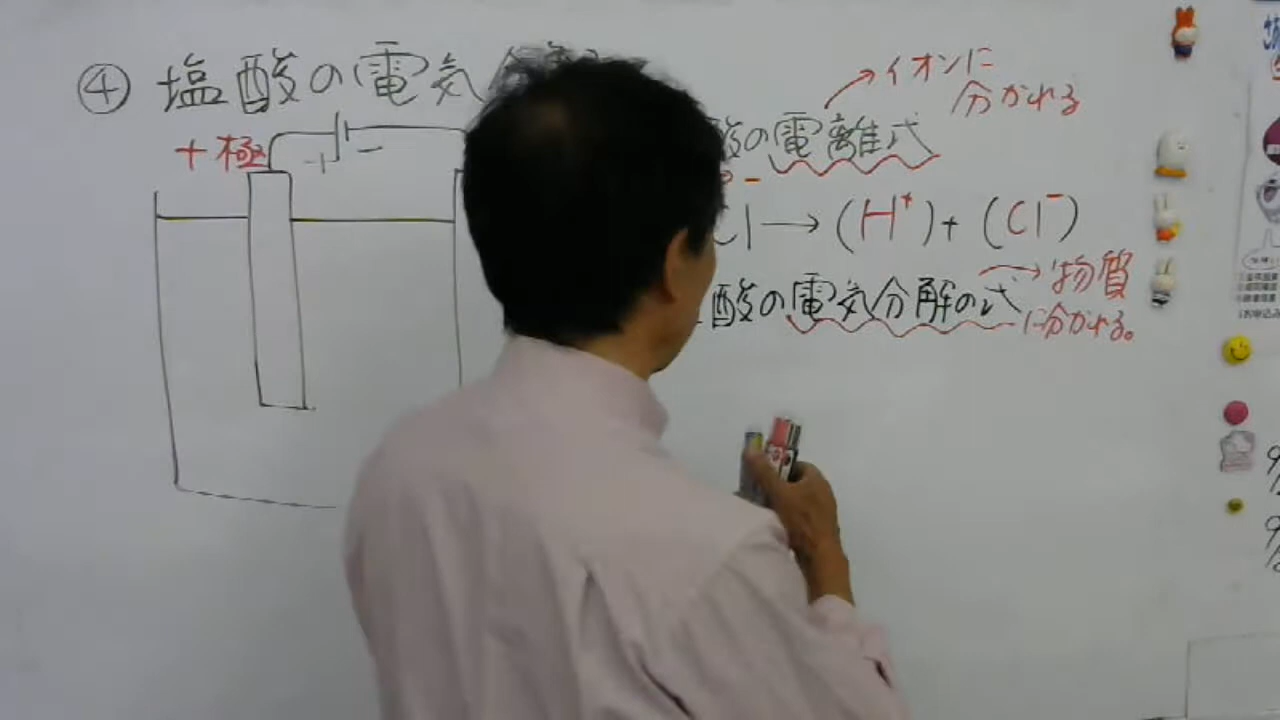 ④ 塩酸の電気分
+極
+ −
イオンに
分かれる
酸の電離式
Cl → (H⁺) + (Cl⁻)
酸の電気分解の式
物質
に分かれる。